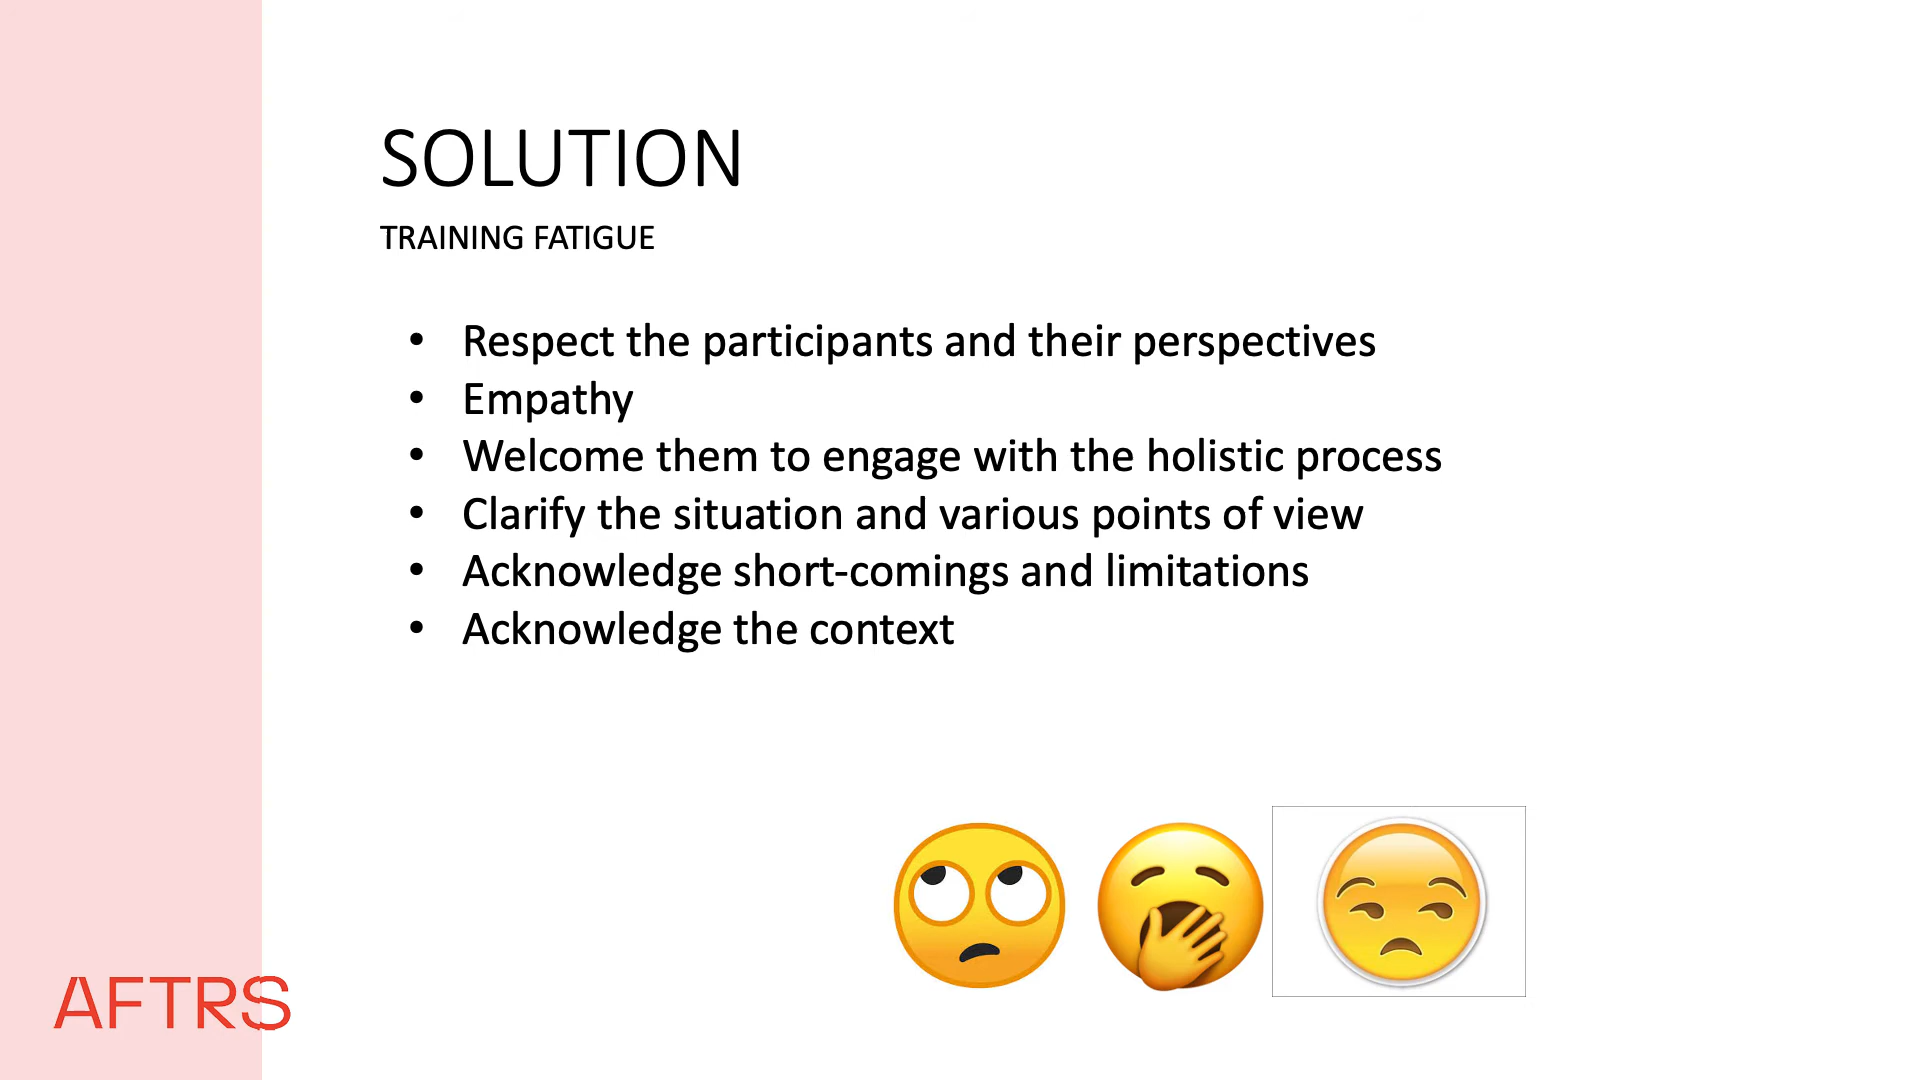 SOLUTION
TRAINING FATIGUE
• Respect the participants and their perspectives
• Empathy
• Welcome them to engage with the holistic process
• Clarify the situation and various points of view
• Acknowledge short-comings and limitations
• Acknowledge the context
AFTRS